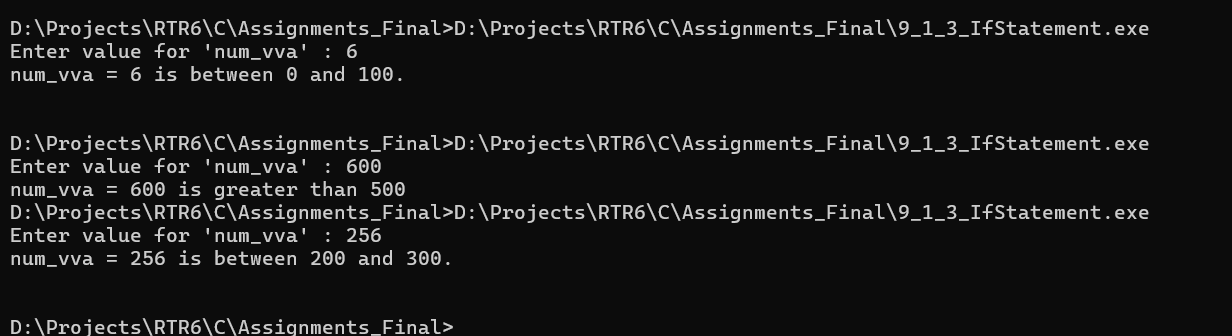 D:\Projects\RTR6\C\Assignments_Final>D:\Projects\RTR6\C\Assignments_Final\9_1_3_IfStatement.exe
Enter value for 'num_vva' : 6
num_vva = 6 is between 0 and 100.
D:\Projects\RTR6\C\Assignments_Final>D:\Projects\RTR6\C\Assignments_Final\9_1_3_IfStatement.exe
Enter value for 'num_vva' : 600
num_vva = 600 is greater than 500
D:\Projects\RTR6\C\Assignments_Final>D:\Projects\RTR6\C\Assignments_Final\9_1_3_IfStatement.exe
Enter value for 'num_vva' : 256
num_vva = 256 is between 200 and 300.
D:\Projects\RTR6\C\Assignments_Final>